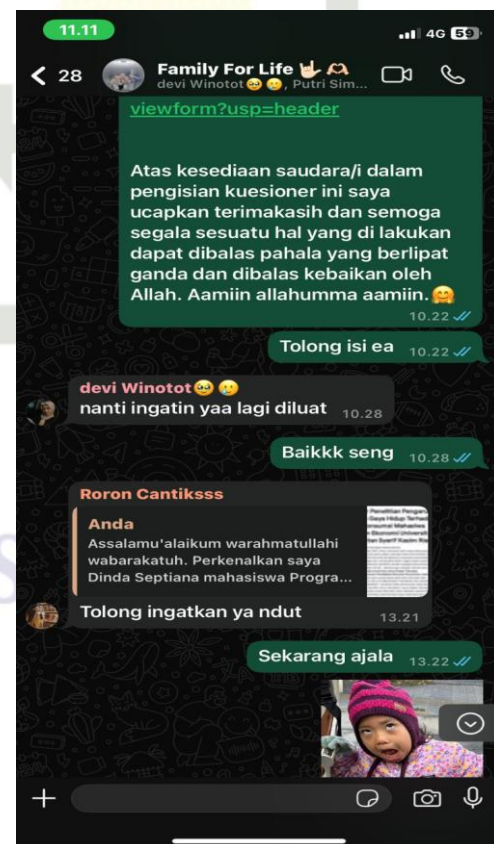 11.11
4G 59
28
Family For Life 🤟🏻 🫶🏻
devi Winotot🥹🥲, Putri Sim...
viewform?usp=header
Atas kesediaan saudara/i dalam
pengisian kuesioner ini saya
ucapkan terimakasih dan semoga
segala sesuatu hal yang di lakukan
dapat dibalas pahala yang berlipat
ganda dan dibalas kebaikan oleh
Allah. Aamiin allahumma aamiin.🤗
10.22
Tolong isi ea 10.22
devi Winotot🥹🥲
nanti ingatin yaa lagi diluat 10.28
Baikkk seng 10.28
Roron Cantiksss
Anda
Assalamu'alaikum warahmatullahi
wabarakatuh. Perkenalkan saya
Dinda Septiana mahasiswa Progra...
Tolong ingatkan ya ndut 13.21
Sekarang ajala 13.22